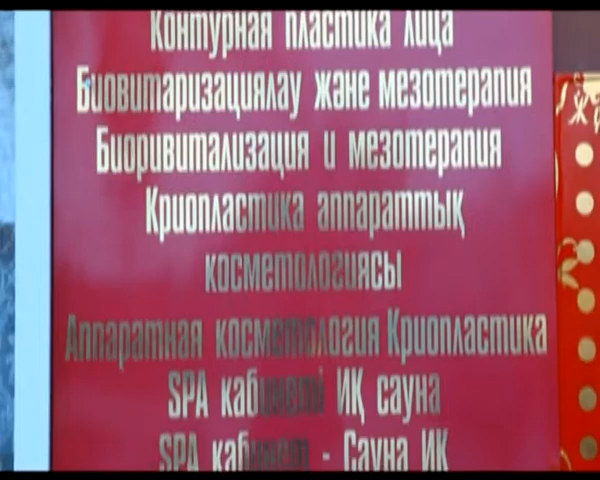 Контурная пластика лица
Биовитаризациялау және мезотерапия
Биоривитализация и мезотерапия
Криопластика аппараттық
косметологиясы
Аппаратная косметология Криопластика
SPA кабинеті ИҚ сауна
SPA кабинет - Сауна ИК